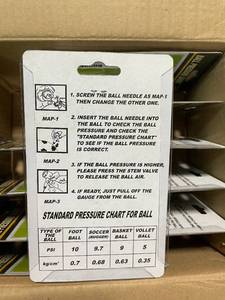 1. SCREW THE BALL NEEDLE AS MAP-1
THEN CHANGE THE OTHER ONE.
MAP-1
2. INSERT THE NEEDLE INTO
THE BALL TO CHECK THE BALL
PRESSURE AND CHECK THE
"STANDARD PRESSURE CHART"
TO SEE IF THE BALL PRESSURE
IS CORRECT.
MAP-2
3. IF THE BALL PRESSURE IS HIGHER,
PLEASE PRESS THE STEM VALVE
TO RELEASE THE BALL AIR.
MAP-3
4. IF READY, JUST PULL OFF THE
GAUGE FROM THE BALL.
STANDARD PRESSURE CHART FOR BALL
TYPE OF THE BALL FOOT BALL SOCCER (RUGGER) BASKET BALL VOLLET BALL
PSI 10 9.7 9 5
kg/cm² 0.7 0.68 0.63 0.35